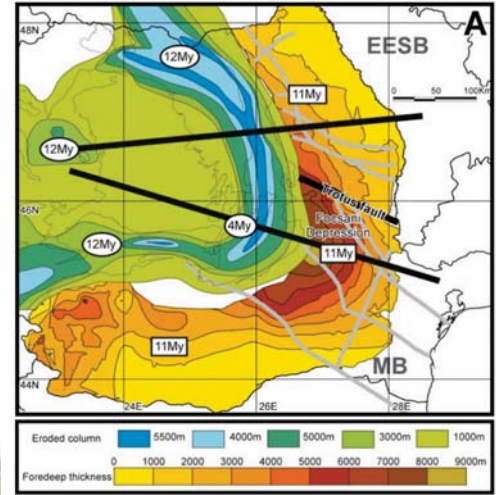 A
48N
12My
EESB
11My
0
50
100Km
12My
46N
Trotus fault
Focsani
Depression
4My
12My
11My
11My
MB
44N
24E
26E
28E
Eroded column
5500m
4000m
5000m
3000m
1000m
0 1000 2000 3000 4000 5000 6000 7000 8000 9000m
Foredeep thickness